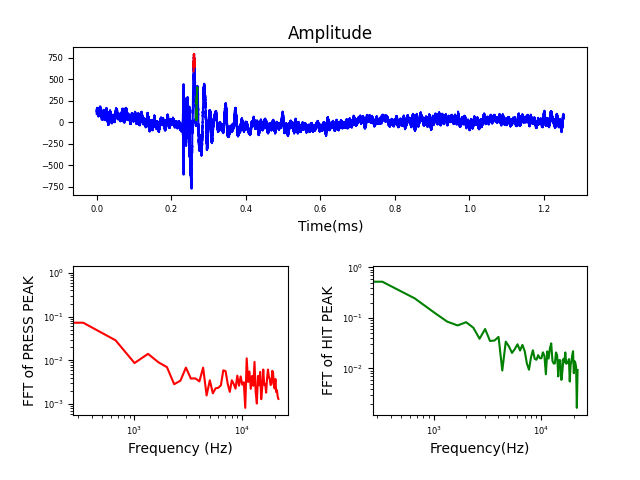 Amplitude
750
500
250
0
−250
−500
−750
0.0 0.2 0.4 0.6 0.8 1.0 1.2
Time(ms)
FFT of PRESS PEAK
10⁰
10⁻¹
10⁻²
10⁻³
10³ 10⁴
Frequency (Hz)
FFT of HIT PEAK
10⁰
10⁻¹
10⁻²
10³ 10⁴
Frequency(Hz)